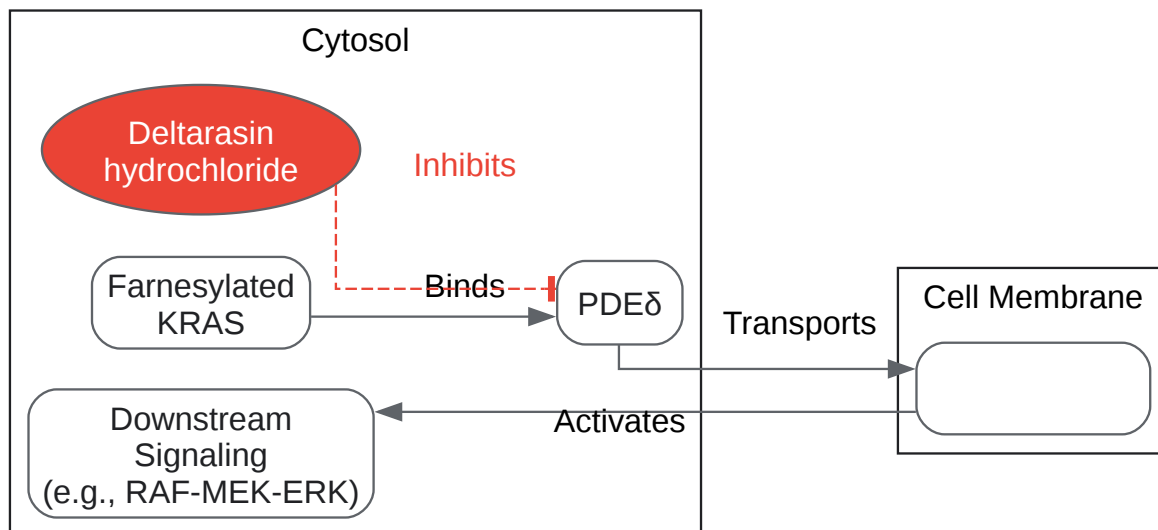 Cytosol
Deltarasin
hydrochloride
Inhibits
Farnesylated
KRAS
Binds
PDEδ
Cell Membrane
Transports
Activates
Downstream
Signaling
(e.g., RAF-MEK-ERK)